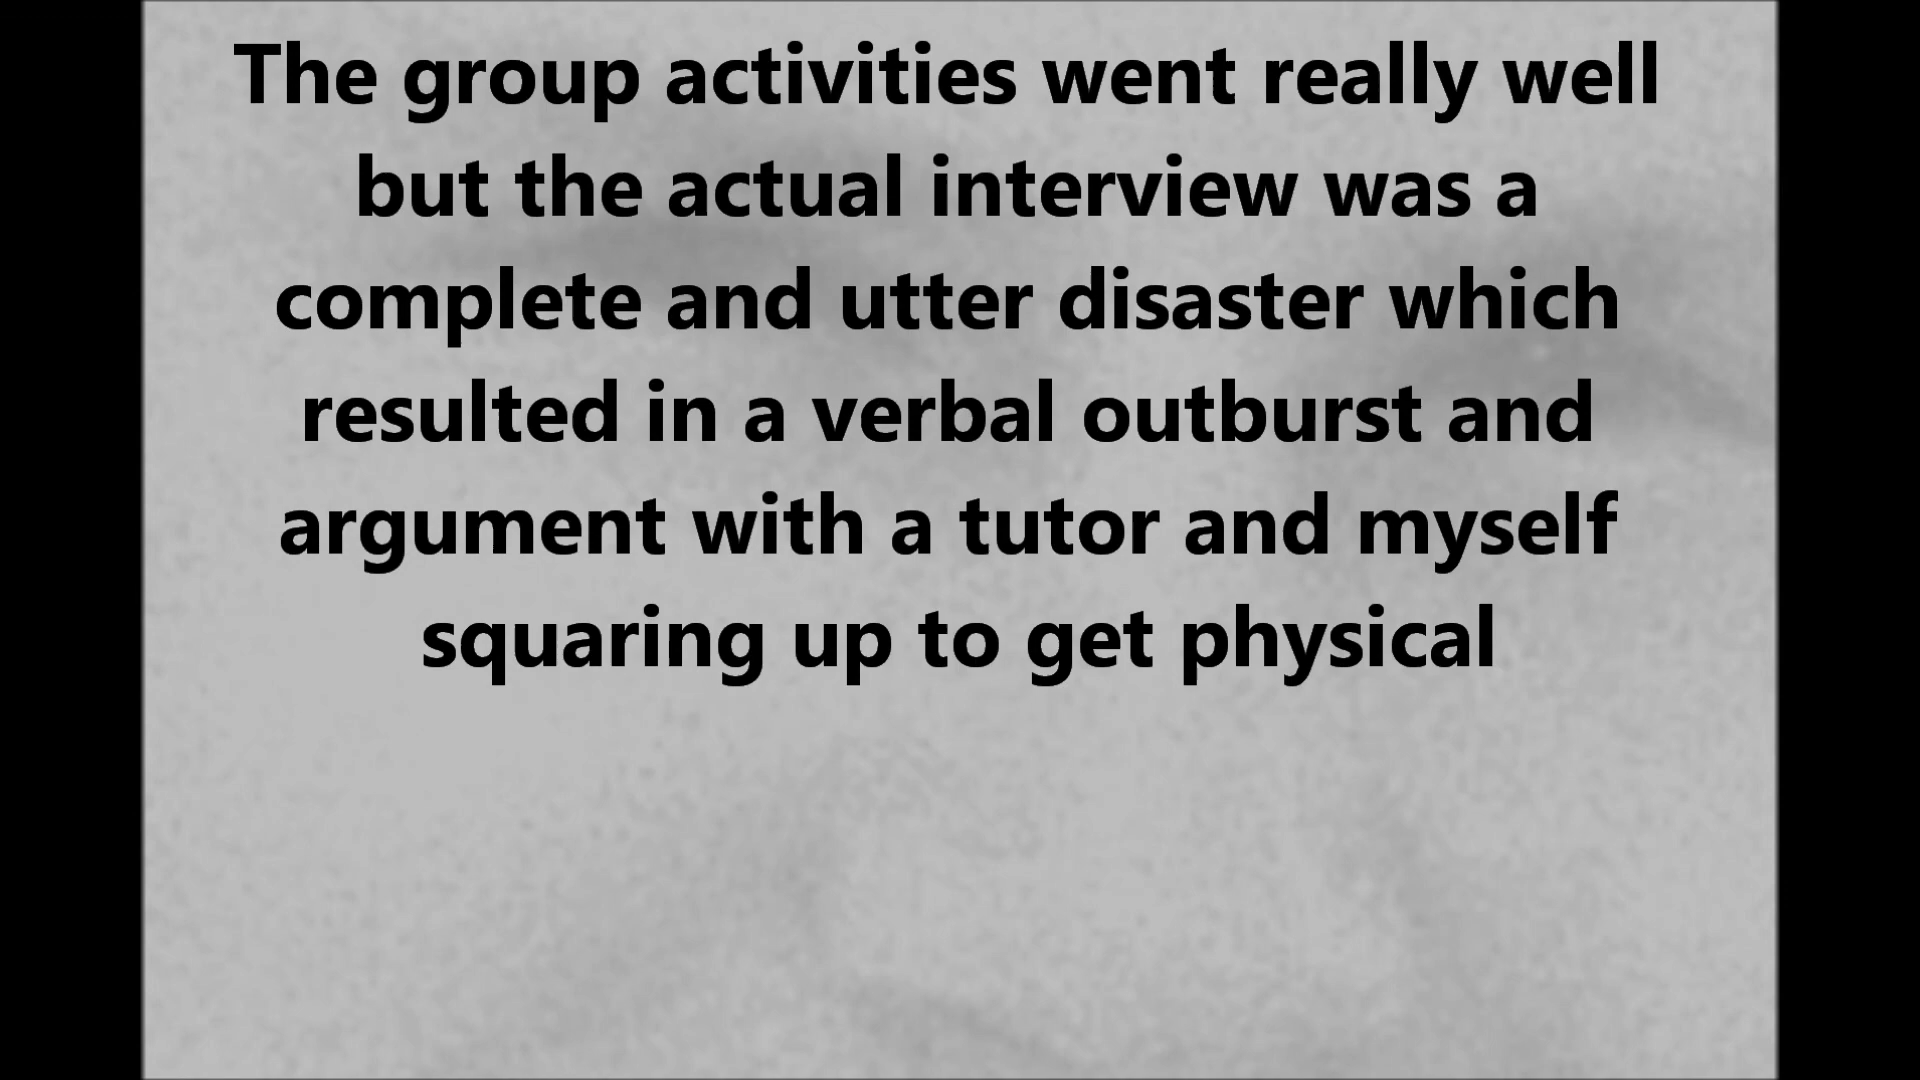 The group activities went really well
but the actual interview was a
complete and utter disaster which
resulted in a verbal outburst and
argument with a tutor and myself
squaring up to get physical